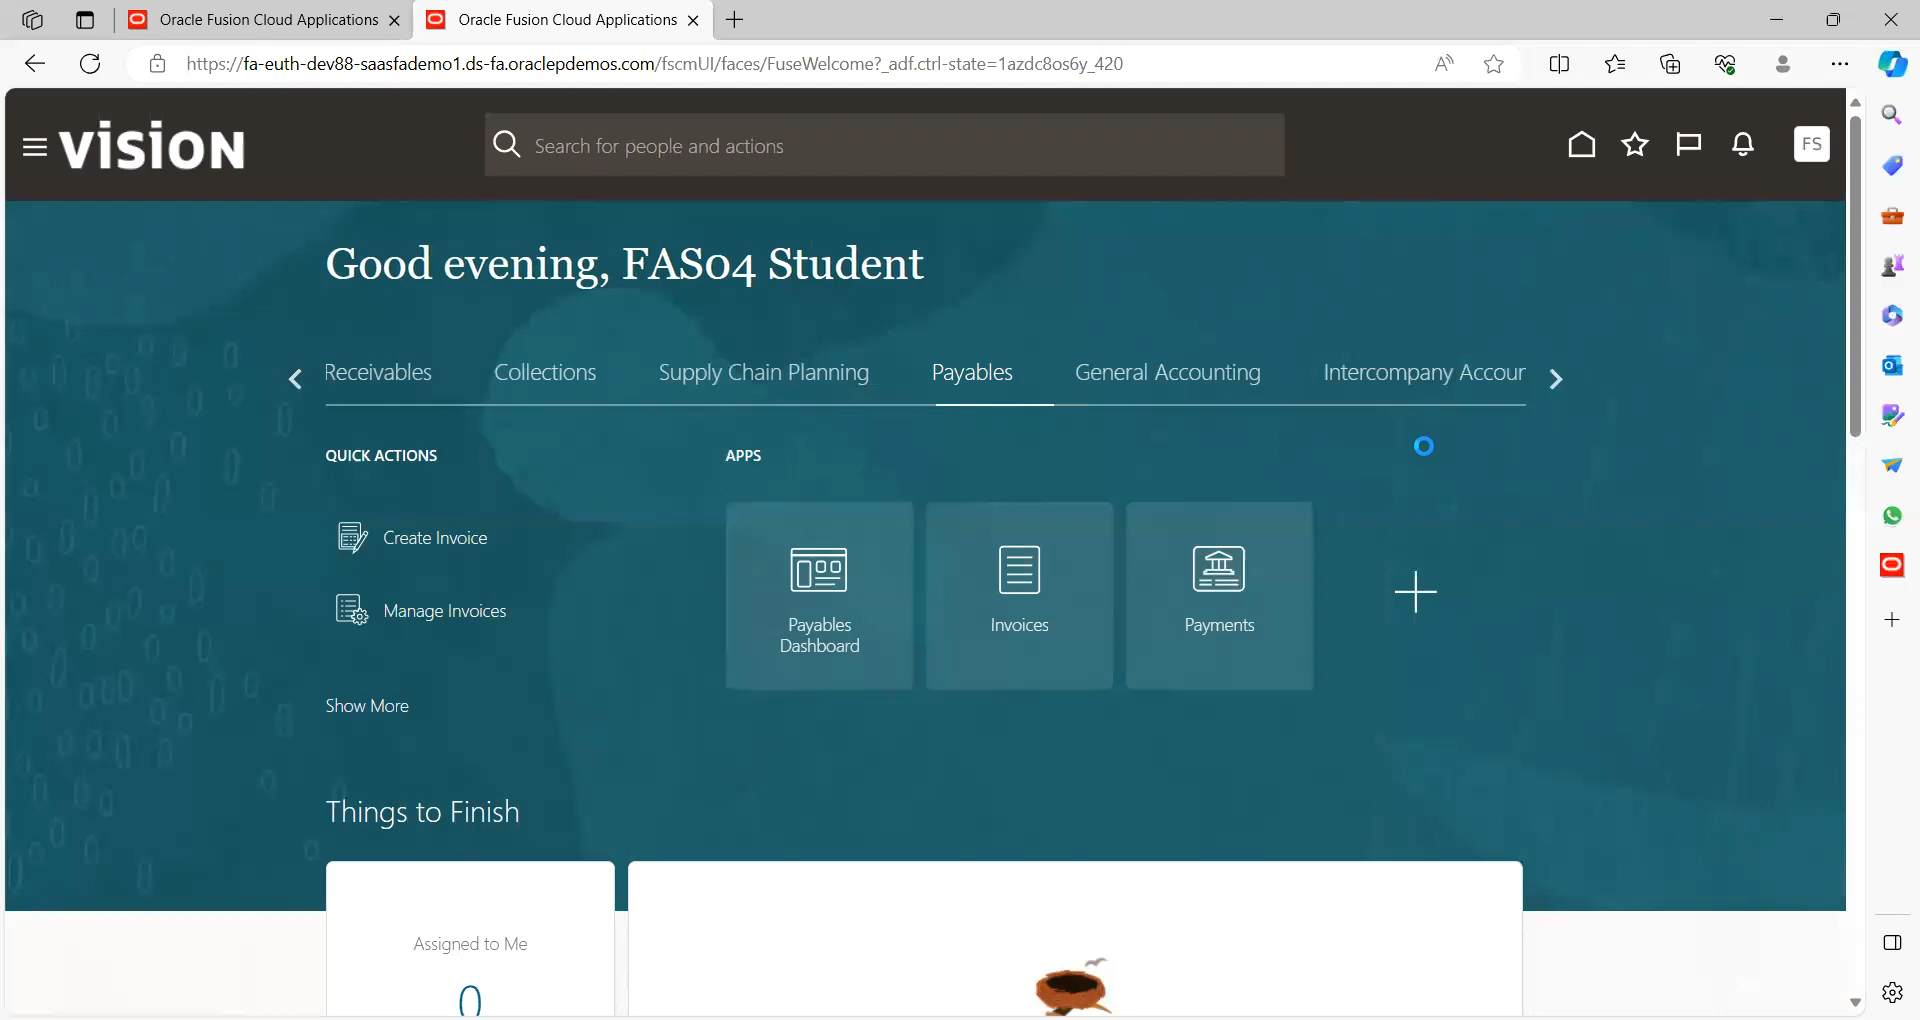 Oracle Fusion Cloud Applications
Oracle Fusion Cloud Applications
https://fa-euth-dev88-saasfademo1.ds-fa.oraclepdemos.com/fscmUI/faces/FuseWelcome?_adf.ctrl-state=1azdc8os6y_420
VISION
Search for people and actions
FS
Good evening, FAS04 Student
Receivables
Collections
Supply Chain Planning
Payables
General Accounting
Intercompany Accour
QUICK ACTIONS
APPS
Create Invoice
Manage Invoices
Show More
Payables
Dashboard
Invoices
Payments
Things to Finish
Assigned to Me
0